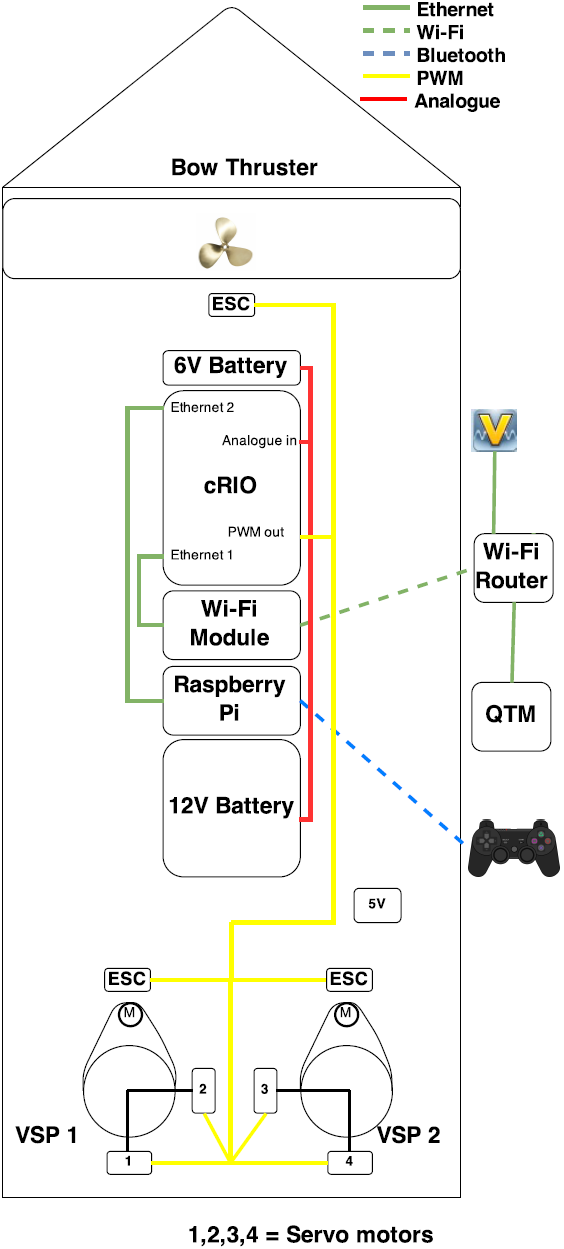 Ethernet
Wi-Fi
Bluetooth
PWM
Analogue
Bow Thruster
ESC
6V Battery
Ethernet 2
Analogue in
cRIO
PWM out
Ethernet 1
V
Wi-Fi
Router
Wi-Fi
Module
Raspberry
Pi
QTM
12V Battery
5V
ESC
ESC
M
M
2
3
VSP 1
VSP 2
1
4
1,2,3,4 = Servo motors